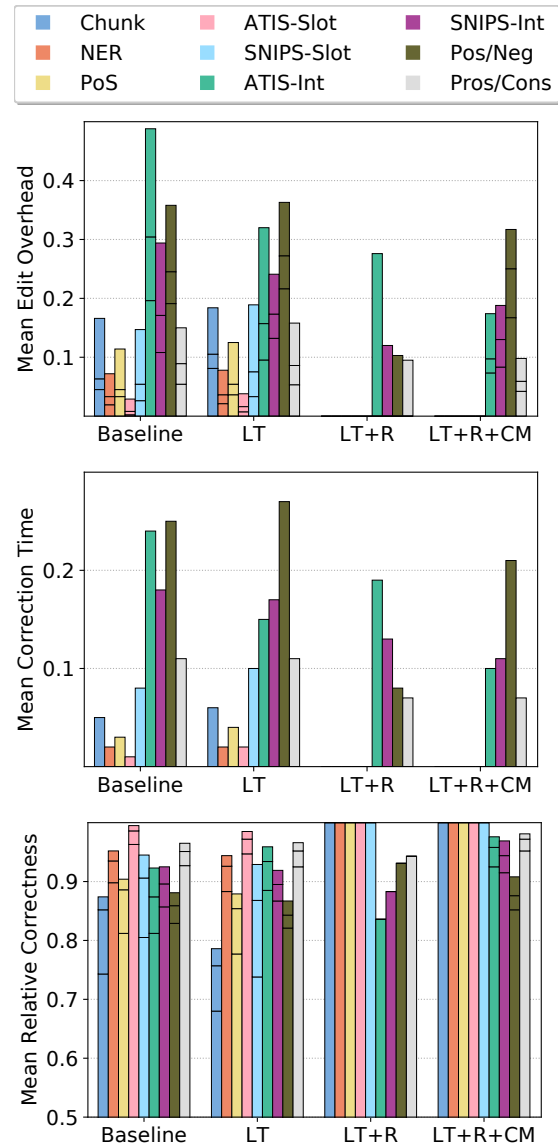 Chunk ATIS-Slot SNIPS-Int
NER SNIPS-Slot Pos/Neg
PoS ATIS-Int Pros/Cons
Mean Edit Overhead
0.4
0.3
0.2
0.1
Baseline LT LT+R LT+R+CM
Mean Correction Time
0.2
0.1
Baseline LT LT+R LT+R+CM
Mean Relative Correctness
0.9
0.8
0.7
0.6
0.5
Baseline LT LT+R LT+R+CM